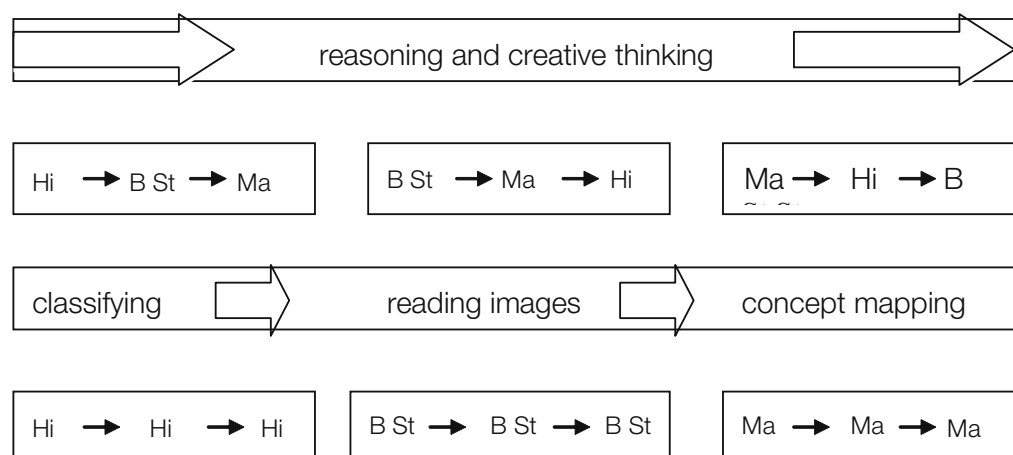 reasoning and creative thinking
Hi → B St → Ma
B St → Ma → Hi
Ma → Hi → B
classifying
reading images
concept mapping
Hi → Hi → Hi
B St → B St → B St
Ma → Ma → Ma